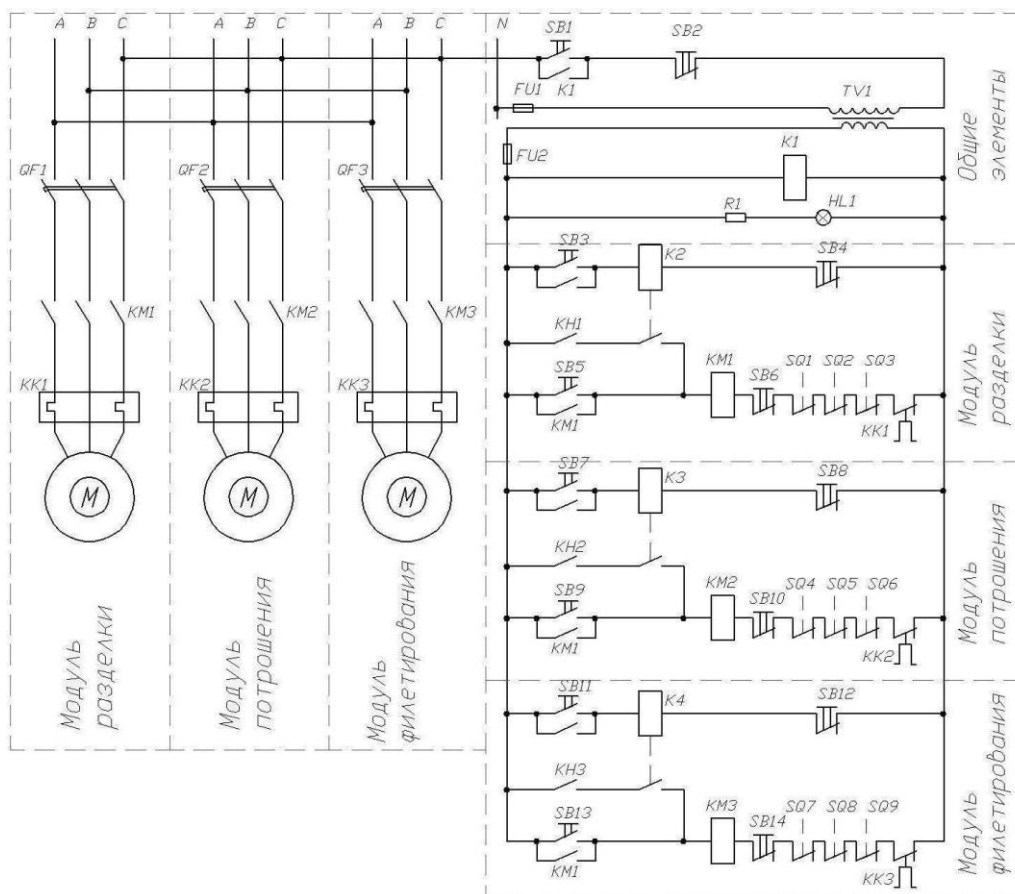 A B C A B C A B C N
SB1
SB2
K1
FU1
TV1
FU2
K1
R1
HL1
Общие
элементы
QF1
QF2
QF3
SB3
K2
SB4
KM1
KM2
KM3
KH1
KM1
SB5
SB6
SQ1
SQ2
SQ3
KM1
KK1
Модуль
разделки
KK1
KK2
KK3
M
M
M
SB7
K3
SB8
KH2
KM2
SB9
SB10
SQ4
SQ5
SQ6
KM1
KK2
Модуль
потрошения
Модуль
разделки
Модуль
потрошения
Модуль
филетирования
SB11
K4
SB12
KH3
KM3
SB13
SB14
SQ7
SQ8
SQ9
KM1
KK3
Модуль
филетирования